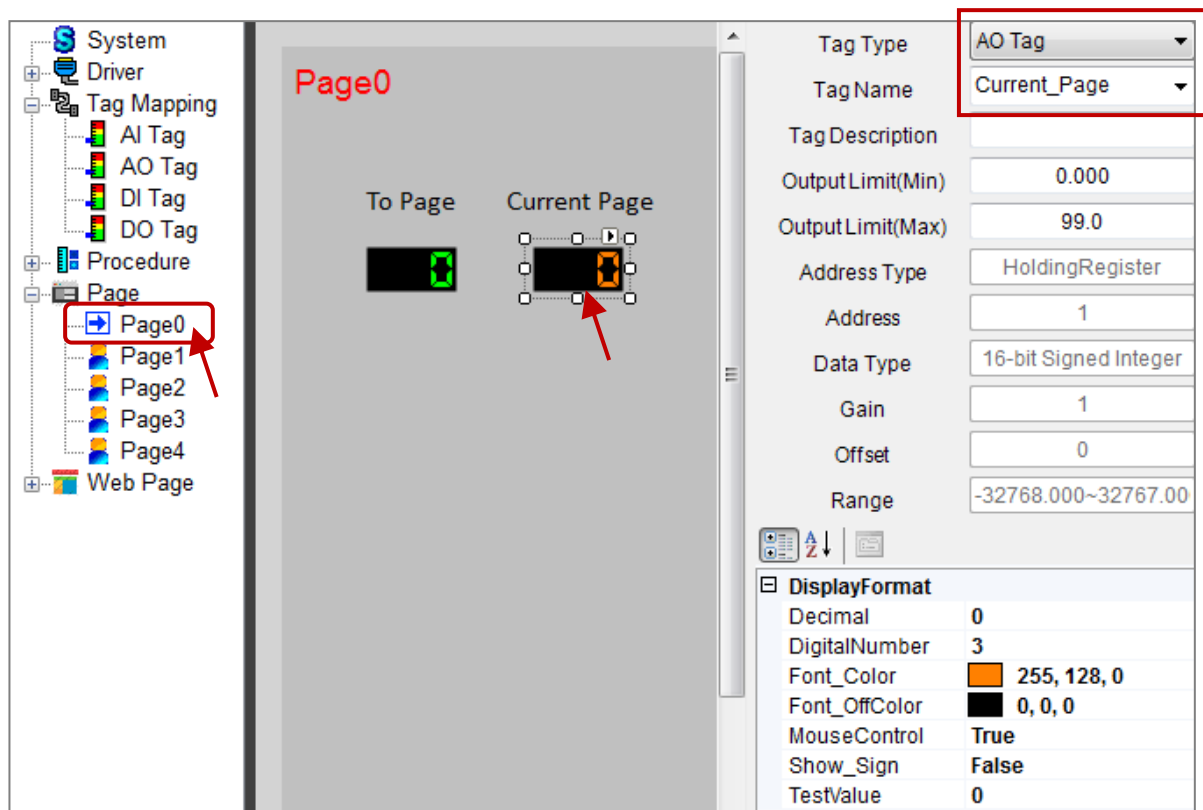 System
Driver
Tag Mapping
AI Tag
AO Tag
DI Tag
DO Tag
Procedure
Page
Page0
Page1
Page2
Page3
Page4
Web Page
Page0
To Page Current Page
0 0
Tag Type AO Tag
Tag Name Current_Page
Tag Description
Output Limit(Min) 0.000
Output Limit(Max) 99.0
Address Type HoldingRegister
Address 1
Data Type 16-bit Signed Integer
Gain 1
Offset 0
Range -32768.000~32767.00
DisplayFormat
Decimal 0
DigitalNumber 3
Font_Color 255, 128, 0
Font_OffColor 0, 0, 0
MouseControl True
Show_Sign False
TestValue 0